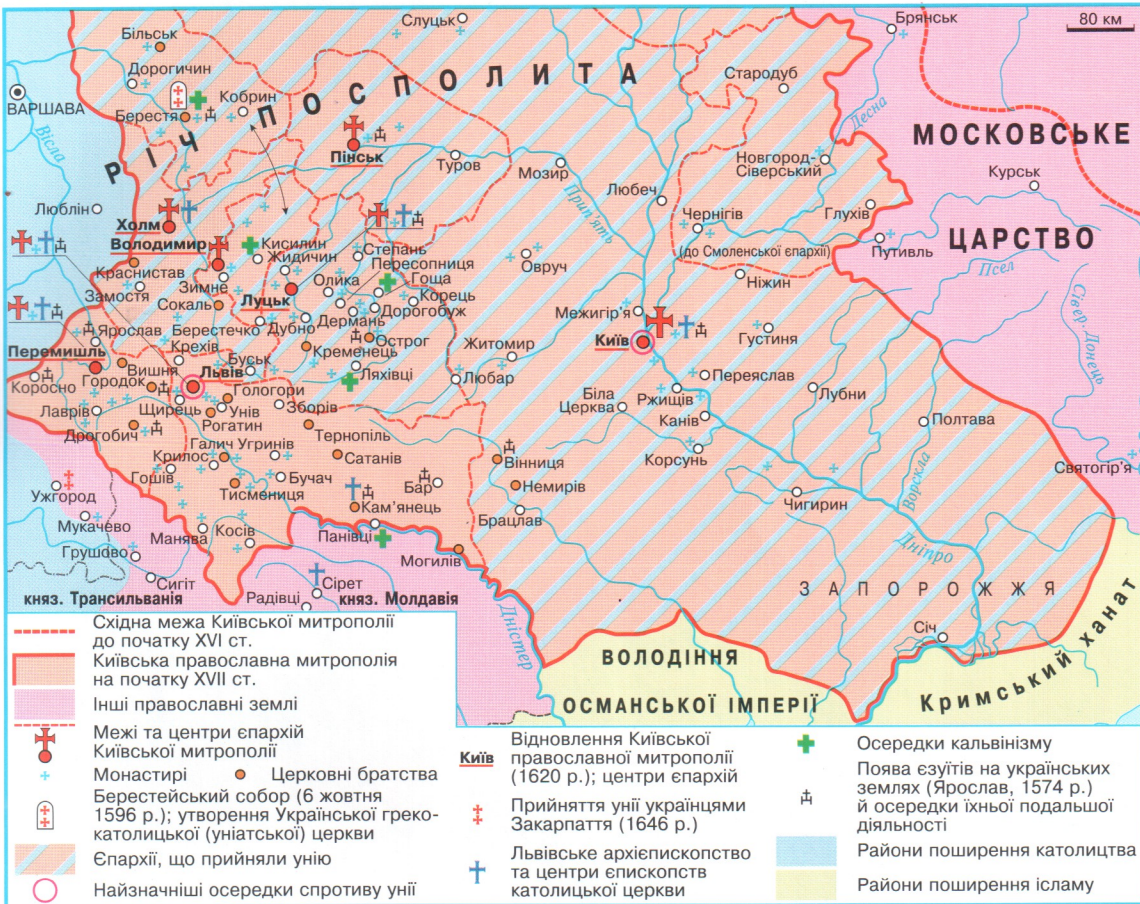 80 км
Слуцьк
Брянськ
Більськ
Дорогичин
Стародуб
ВАРШАВА
Кобрин
Берестя
РІЧ ПОСПОЛИТА
Десна
Вісла
МОСКОВСЬКЕ
Пінськ
Туров
Мозир
Новгород-
Сіверський
Курськ
Прип'ять
Любеч
Люблін
Холм
Чернігів
Глухів
ЦАРСТВО
Володимир
Кисилин
Степань
(до Смоленської єпархії)
Путивль
Жидичин
Пересопниця
Овруч
Псел
Краснистав
Зимне
Олика
Гоща
Ніжин
Сівер. Донець
Замостя
Луцьк
Корець
Сокаль
Дермань
Дорогобуж
Межигір'я
Ярослав
Берестечко
Дубно
Острог
Київ
Густиня
Перемишль
Крехів
Кременець
Житомир
Вишня
Буськ
Львів
Ляхівці
Любар
Коросно
Городок
Гологори
Біла
Церква
Ржищів
Переяслав
Лубни
Лаврів
Щирець
Унів
Зборів
Канів
Полтава
Рогатин
Дрогобич
Галич
Угринів
Тернопіль
Корсунь
Крилос
Сатанів
Вінниця
Ворскла
Святогір'я
Гошів
Бучач
Бар
Немирів
Чигирин
Ужгород
Тисмениця
Кам'янець
Брацлав
Мукачево
Манява
Косів
Панівці
Дніпро
Грушово
Могилів
ЗАПОРОЖЖЯ
Сигіт
Сірет
княз. Трансильванія
Радівці
княз. Молдавія
Дністер
Січ
Кримський ханат
ВОЛОДІННЯ
ОСМАНСЬКОЇ ІМПЕРІЇ
Східна межа Київської митрополії
до початку XVI ст.
Київська православна митрополія
на початку XVII ст.
Інші православні землі
Межі та центри єпархій
Київської митрополії
Монастирі
Церковні братства
Берестейський собор (6 жовтня
1596 р.); утворення Української греко-
католицької (уніатської) церкви
Єпархії, що прийняли унію
Найзначніші осередки спротиву унії
Київ
Відновлення Київської
православної митрополії
(1620 р.); центри єпархій
Прийняття унії українцями
Закарпаття (1646 р.)
Львівське архієпископство
та центри єпископств
католицької церкви
Осередки кальвінізму
Поява єзуїтів на українських
землях (Ярослав, 1574 р.)
й осередки їхньої подальшої
діяльності
Райони поширення католицтва
Райони поширення ісламу